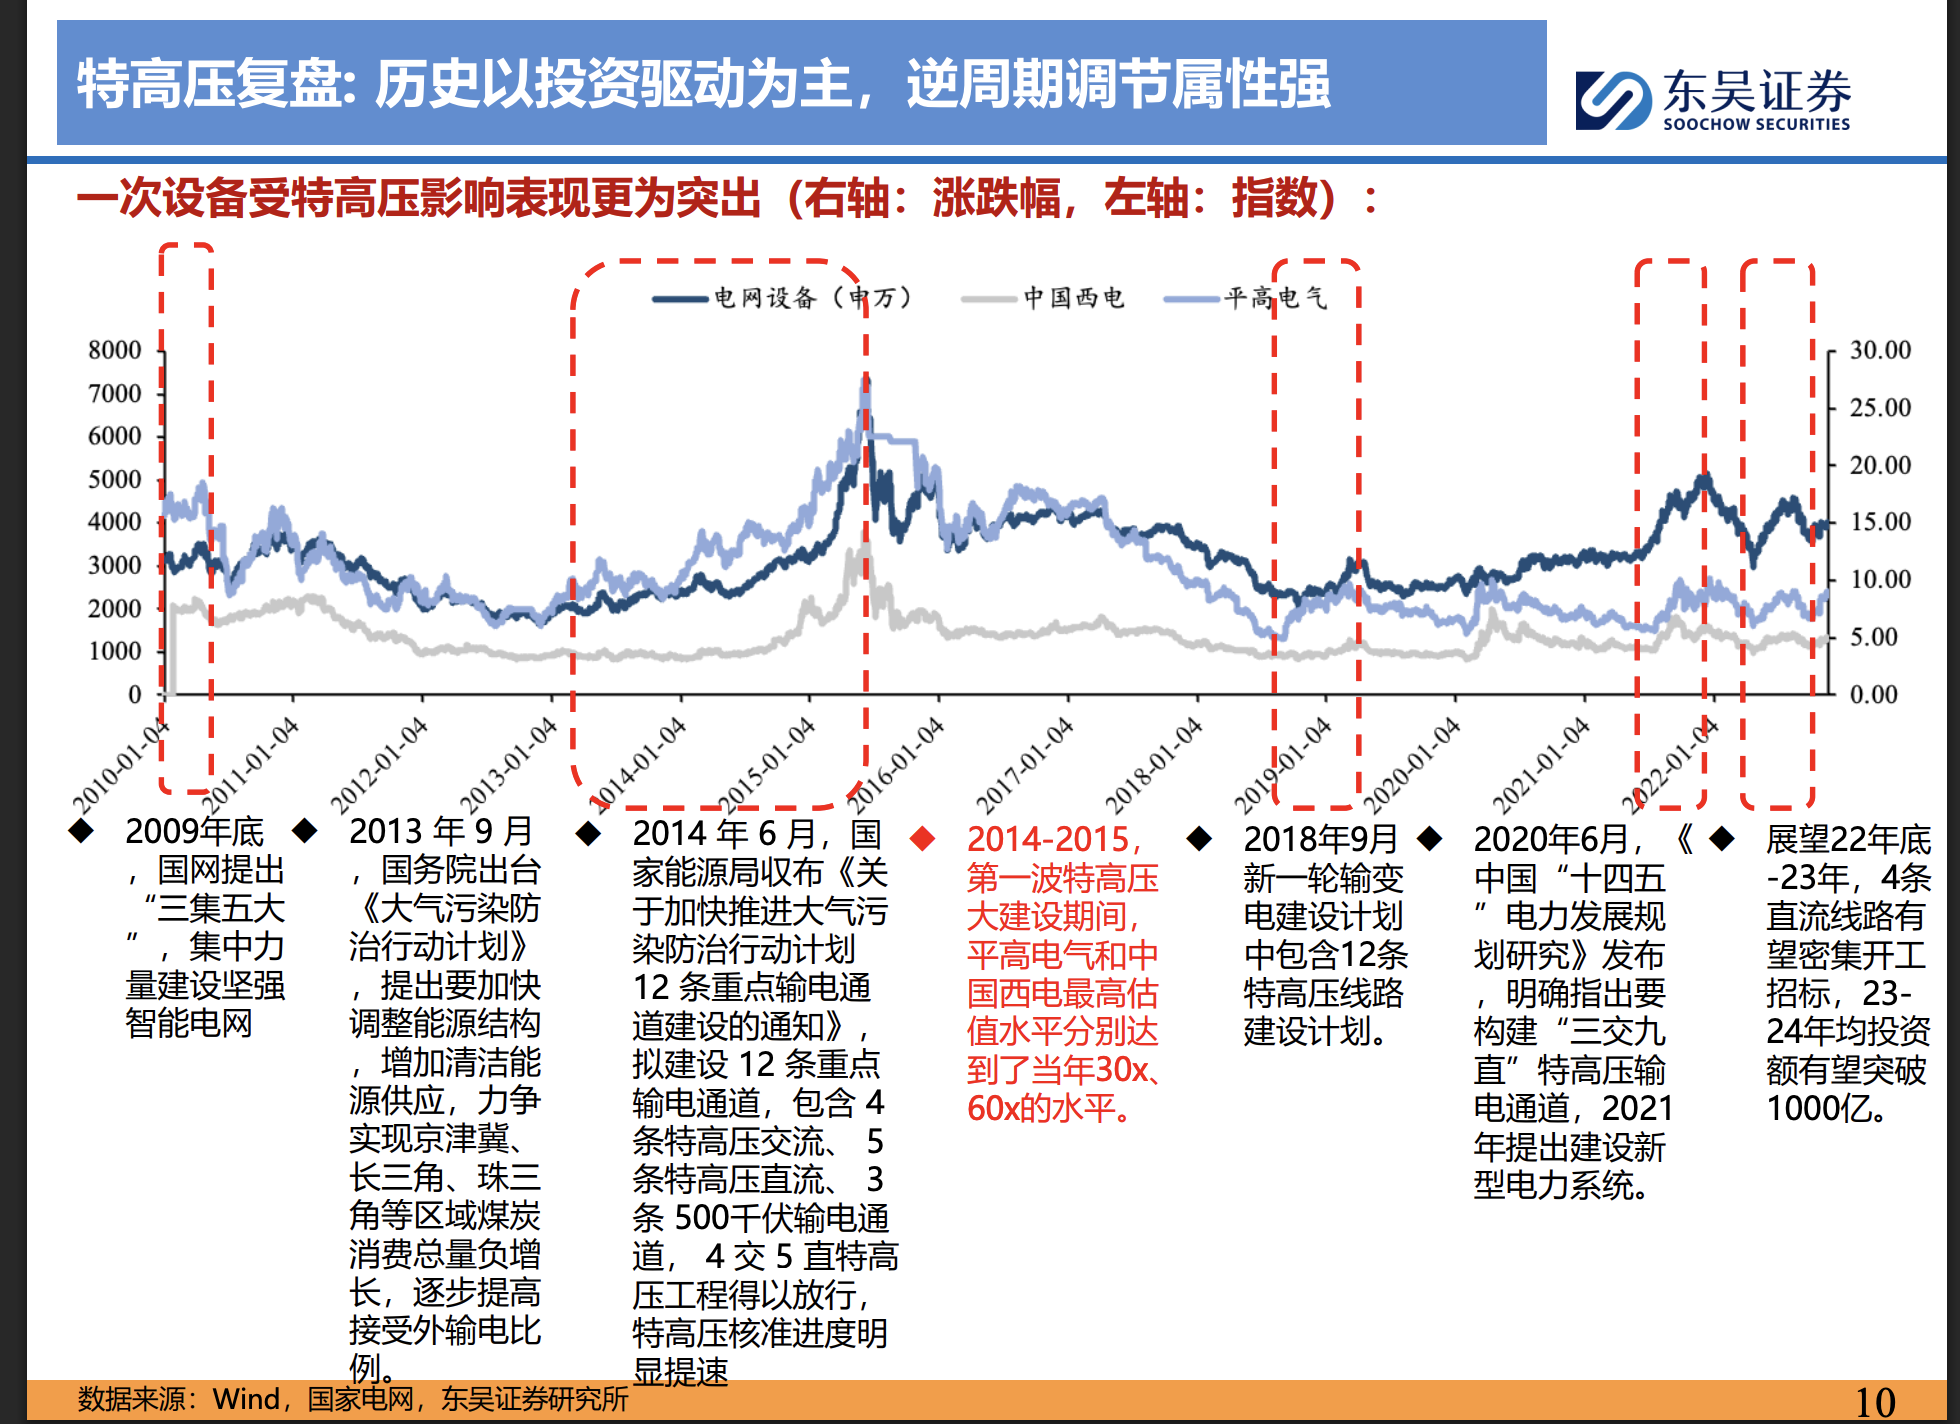 特高压复盘: 历史以投资驱动为主，逆周期调节属性强
东吴证券
SOOCHOW SECURITIES
一次设备受特高压影响表现更为突出（右轴：涨跌幅，左轴：指数）：
电网设备（申万） 中国西电 平高电气
8000 30.00
7000 25.00
6000 20.00
5000 15.00
4000 10.00
3000 5.00
2000 0.00
1000
0
2010-01-04 2011-01-04 2012-01-04 2013-01-04 2014-01-04 2015-01-04 2016-01-04 2017-01-04 2018-01-04 2019-01-04 2020-01-04 2021-01-04 2022-01-04
◆ 2009年底
，国网提出
“三集五大
”，集中力
量建设坚强
智能电网
◆ 2013 年 9 月
，国务院出台
《大气污染防
治行动计划》
，提出要加快
调整能源结构
，增加清洁能
源供应，力争
实现京津冀、
长三角、珠三
角等区域煤炭
消费总量负增
长，逐步提高
接受外输电比
例。
◆ 2014 年 6 月，国
家能源局収布《关
于加快推进大气污
染防治行动计划
12 条重点输电通
道建设的通知》，
拟建设 12 条重点
输电通道，包含 4
条特高压交流、 5
条特高压直流、 3
条 500千伏输电通
道， 4 交 5 直特高
压工程得以放行，
特高压核准进度明
显提速
◆ 2014-2015，
第一波特高压
大建设期间，
平高电气和中
国西电最高估
值水平分别达
到了当年30x、
60x的水平。
◆ 2018年9月
新一轮输变
电建设计划
中包含12条
特高压线路
建设计划。
◆ 2020年6月，《
中国“十四五
”电力发展规
划研究》发布
，明确指出要
构建“三交九
直”特高压输
电通道，2021
年提出建设新
型电力系统。
◆ 展望22年底
-23年，4条
直流线路有
望密集开工
招标，23-
24年均投资
额有望突破
1000亿。
数据来源：Wind，国家电网，东吴证券研究所
10